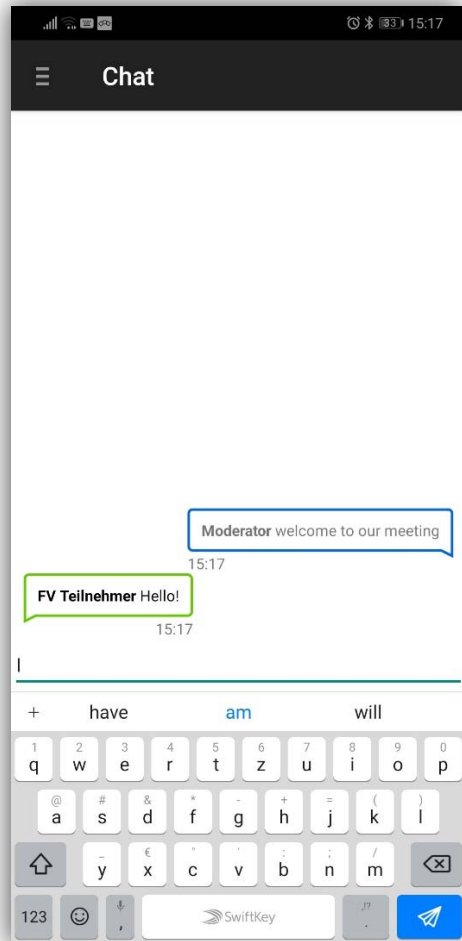 83 15:17
Chat
Moderator welcome to our meeting
15:17
FV Teilnehmer Hello!
15:17
I
+ have am will
1 2 3 4 5 6 7 8 9 0
q w e r t z u i o p
@ # & * - + = ( )
a s d f g h j k l
_ € " ' : ; /
y x c v b n m
123 , SwiftKey ,!? .